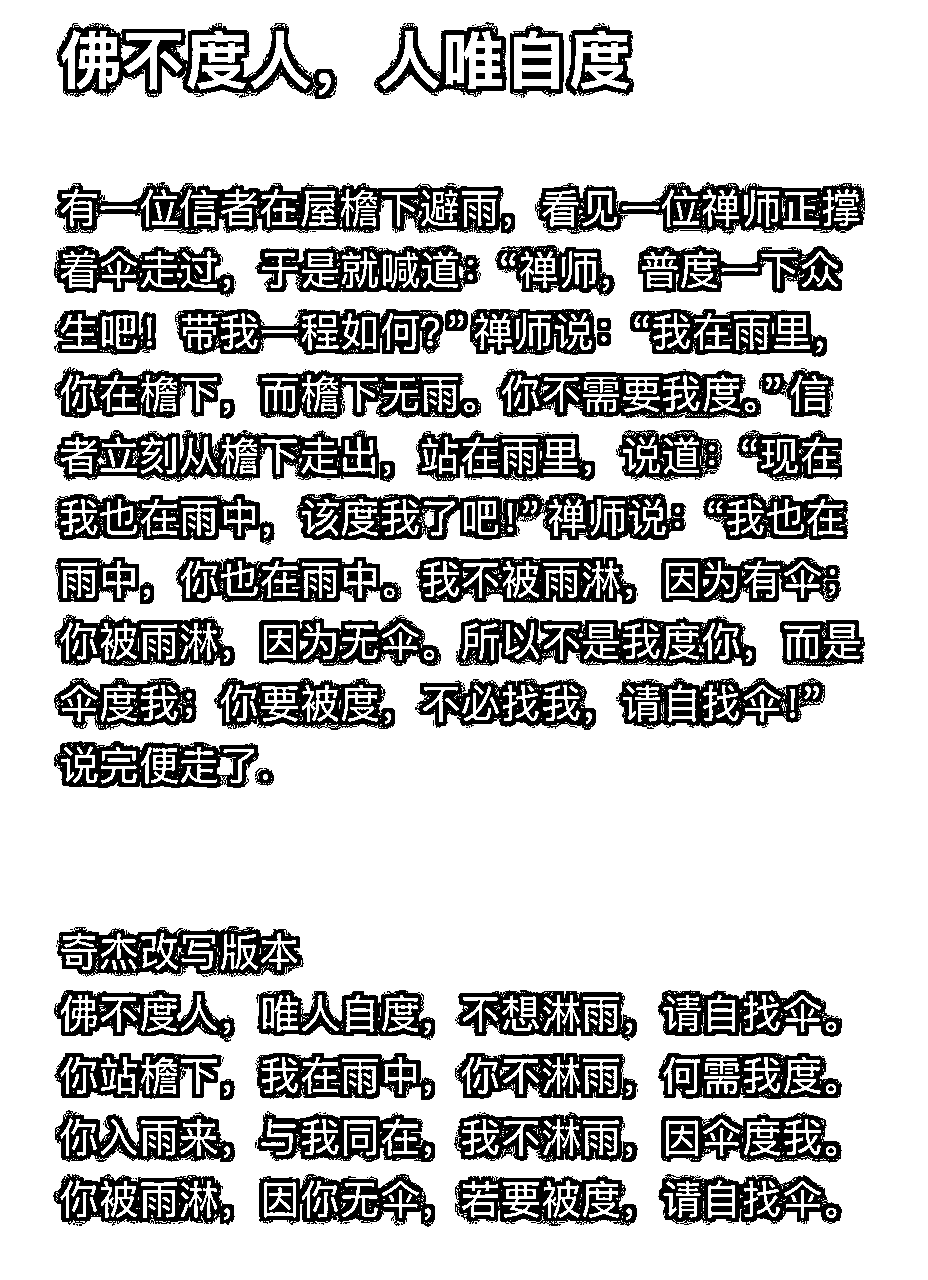 佛不度人，人唯自度
有一位信者在屋檐下避雨，看见一位禅师正撑
着伞走过，于是就喊道：“禅师，普度一下众
生吧！带我一程如何？”禅师说：“我在雨里，
你在檐下，而檐下无雨。你不需要我度。”信
者立刻从檐下走出，站在雨里，说道：“现在
我也在雨中，该度我了吧！”禅师说：“我也在
雨中，你也在雨中。我不被雨淋，因为有伞；
你被雨淋，因为无伞。所以不是我度你，而是
伞度我；你要被度，不必找我，请自找伞！”
说完便走了。
奇杰改写版本
佛不度人，唯人自度，不想淋雨，请自找伞。
你站檐下，我在雨中，你不淋雨，何需我度。
你入雨来，与我同在，我不淋雨，因伞度我。
你被雨淋，因你无伞，若要被度，请自找伞。